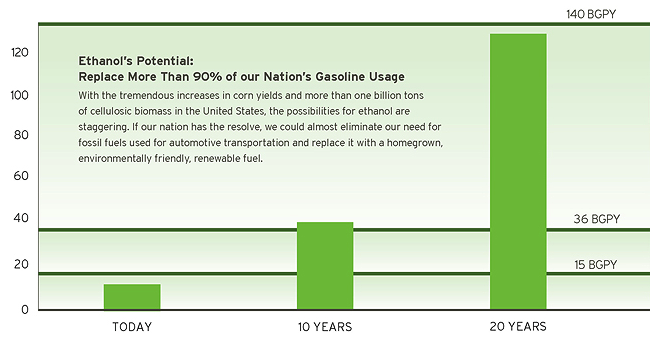 140 BGPY
120
Ethanol's Potential:
Replace More Than 90% of our Nation's Gasoline Usage
With the tremendous increases in corn yields and more than one billion tons
of cellulosic biomass in the United States, the possibilities for ethanol are
staggering. If our nation has the resolve, we could almost eliminate our need for
fossil fuels used for automotive transportation and replace it with a homegrown,
environmentally friendly, renewable fuel.
100
80
60
40
36 BGPY
20
15 BGPY
0
TODAY
10 YEARS
20 YEARS